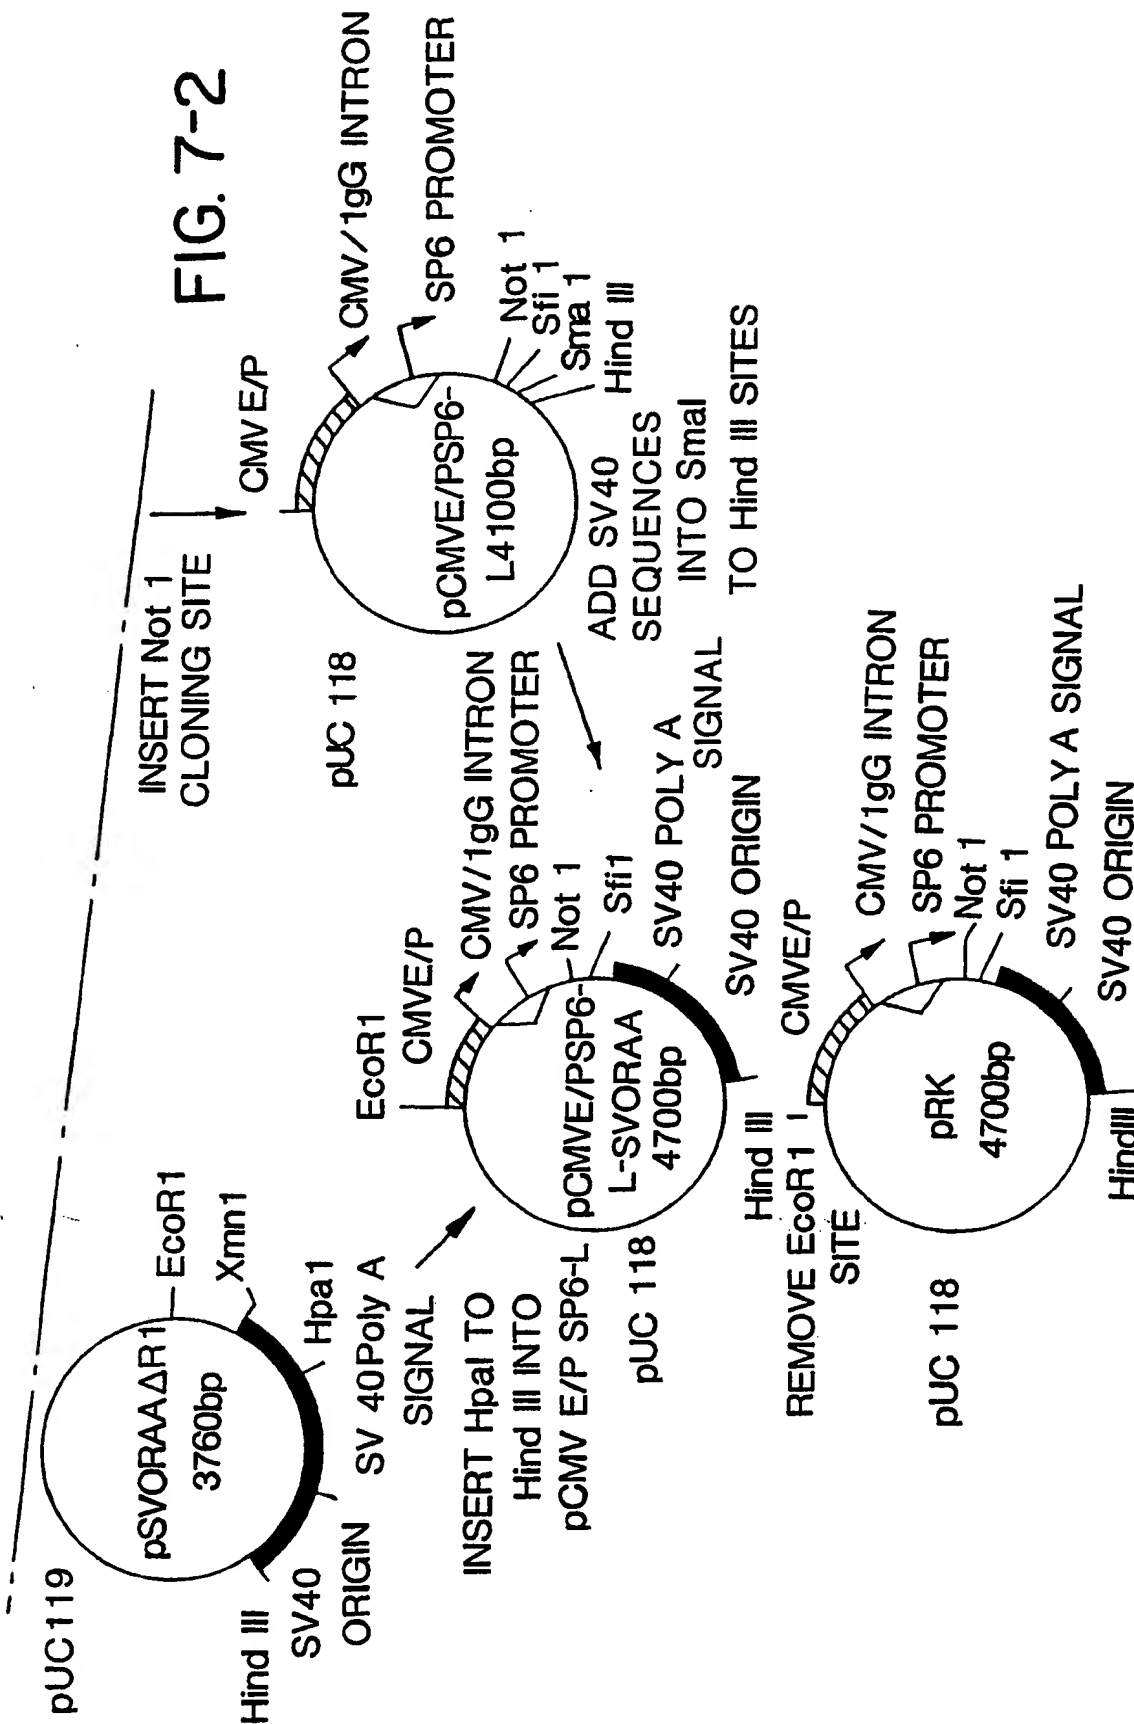 FIG. 7-2
INSERT Not 1
CLONING SITE
CMV E/P
CMV/1gG INTRON
SP6 PROMOTER
Not 1
Sfi 1
Sma 1
Hind III
pCMVE/PSP6-
L4100bp
pUC 118
ADD SV40
SEQUENCES
INTO SmaI
TO Hind III SITES
pUC119
pSVORAAΔR1
3760bp
EcoR1
Xmn1
Hpa1
SV 40Poly A
SIGNAL
SV40
ORIGIN
Hind III
INSERT HpaI TO
Hind III INTO
pCMV E/P SP6-L
EcoR1
CMVE/P
CMV/1gG INTRON
SP6 PROMOTER
Not 1
Sfi1
SV40 POLY A
SIGNAL
SV40 ORIGIN
Hind III
pCMVE/PSP6-
L-SVORAA
4700bp
pUC 118
REMOVE EcoR1
SITE
CMVE/P
CMV/1gG INTRON
SP6 PROMOTER
Not 1
Sfi 1
SV40 POLY A SIGNAL
SV40 ORIGIN
HindIII
pRK
4700bp
pUC 118